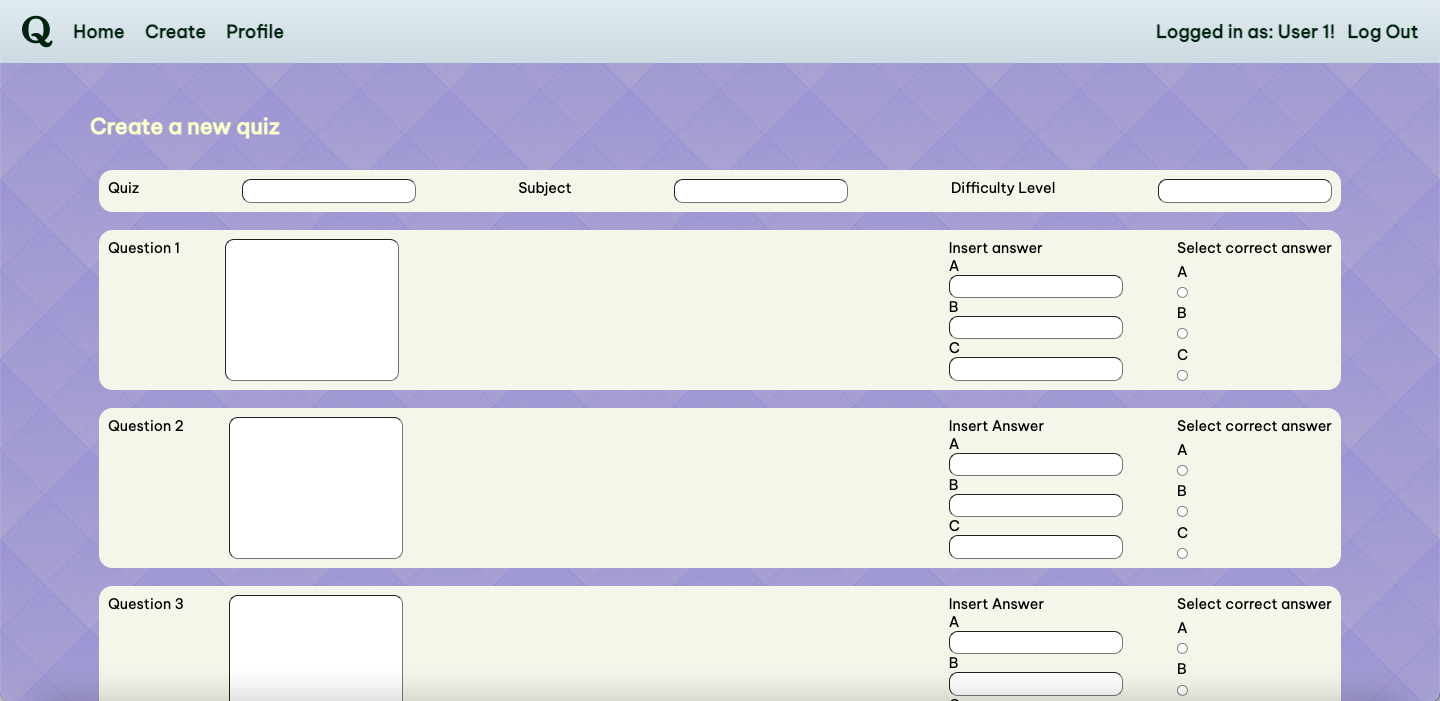 Q Home Create Profile Logged in as: User 1! Log Out
Create a new quiz
Quiz Subject Difficulty Level
Question 1 Insert answer Select correct answer
A A
B B
C C
Question 2 Insert Answer Select correct answer
A A
B B
C C
Question 3 Insert Answer Select correct answer
A A
B B